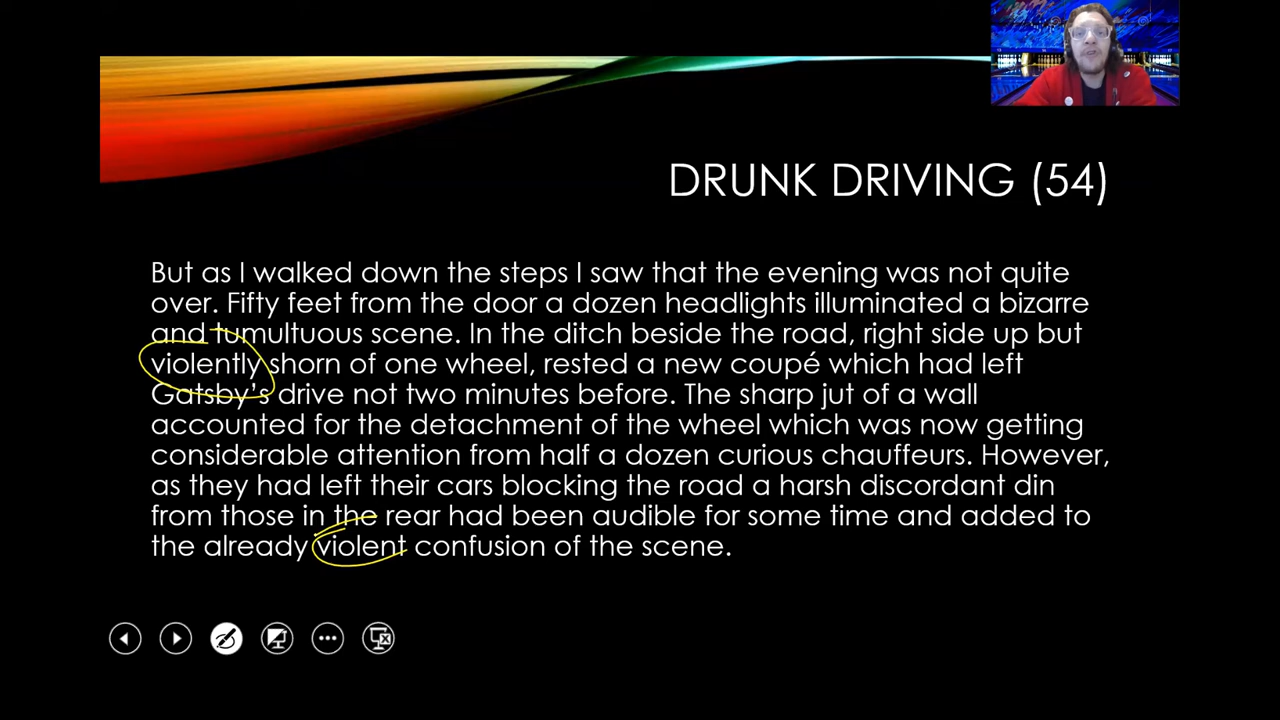 DRUNK DRIVING (54)
But as I walked down the steps I saw that the evening was not quite
over. Fifty feet from the door a dozen headlights illuminated a bizarre
and tumultuous scene. In the ditch beside the road, right side up but
violently shorn of one wheel, rested a new coupé which had left
Gatsby’s drive not two minutes before. The sharp jut of a wall
accounted for the detachment of the wheel which was now getting
considerable attention from half a dozen curious chauffeurs. However,
as they had left their cars blocking the road a harsh discordant din
from those in the rear had been audible for some time and added to
the already violent confusion of the scene.